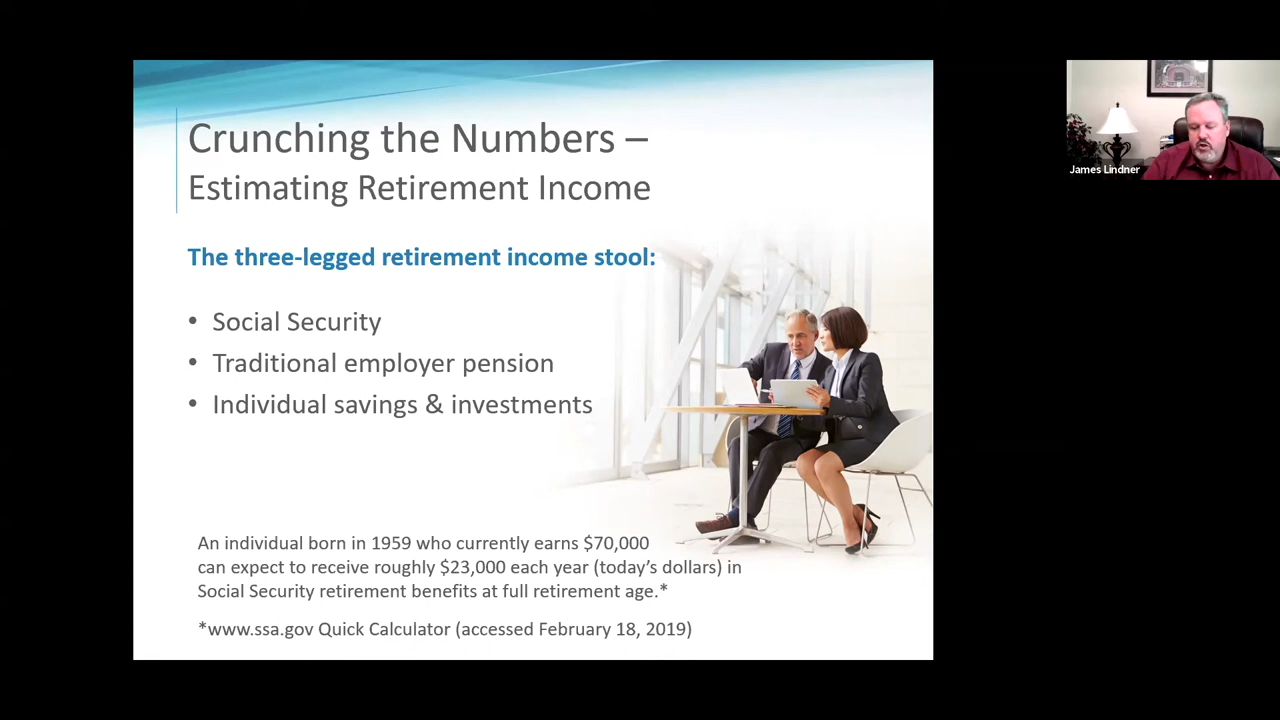 Crunching the Numbers –
Estimating Retirement Income
The three-legged retirement income stool:
• Social Security
• Traditional employer pension
• Individual savings & investments
An individual born in 1959 who currently earns $70,000
can expect to receive roughly $23,000 each year (today’s dollars) in
Social Security retirement benefits at full retirement age.*
*www.ssa.gov Quick Calculator (accessed February 18, 2019)
James Lindner